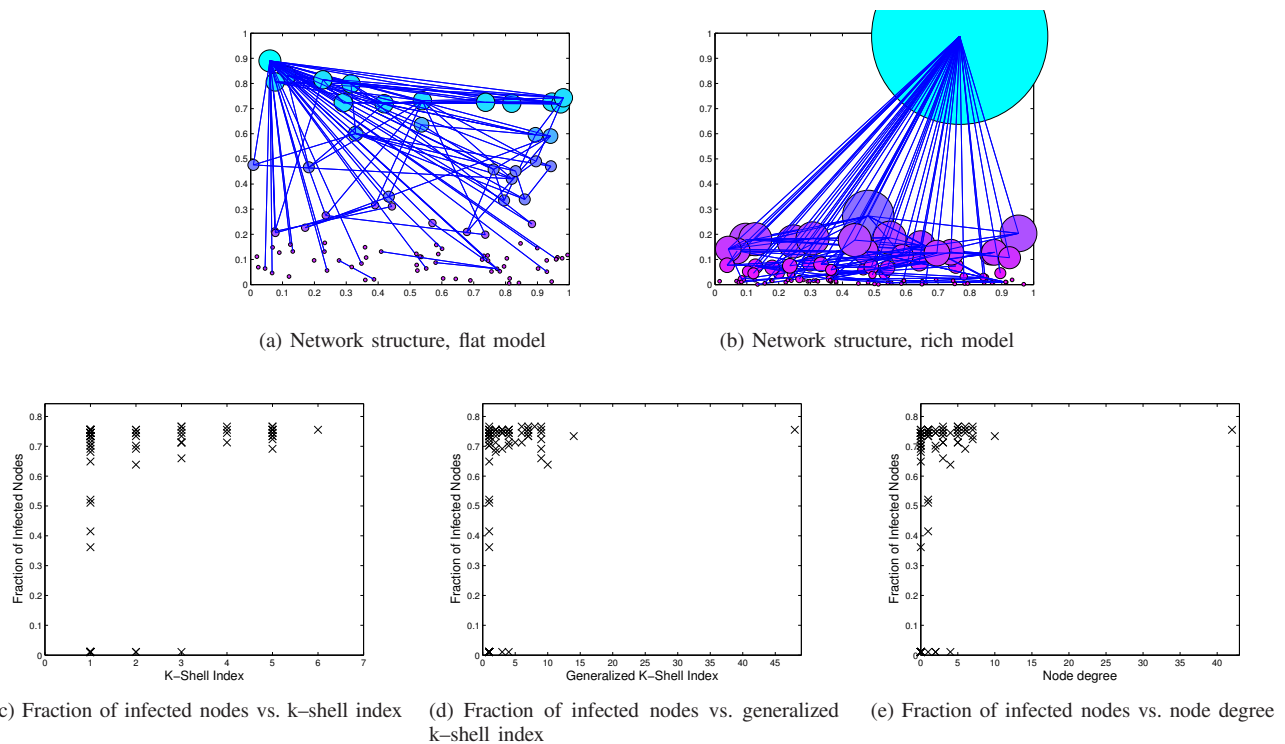 1
0.9
0.8
0.7
0.6
0.5
0.4
0.3
0.2
0.1
0
0 0.1 0.2 0.3 0.4 0.5 0.6 0.7 0.8 0.9 1
(a) Network structure, flat model
1
0.9
0.8
0.7
0.6
0.5
0.4
0.3
0.2
0.1
0
0 0.1 0.2 0.3 0.4 0.5 0.6 0.7 0.8 0.9 1
(b) Network structure, rich model
Fraction of Infected Nodes
0.8
0.7
0.6
0.5
0.4
0.3
0.2
0.1
0
0 1 2 3 4 5 6 7
K–Shell Index
c) Fraction of infected nodes vs. k–shell index
Fraction of Infected Nodes
0.8
0.7
0.6
0.5
0.4
0.3
0.2
0.1
0
0 5 10 15 20 25 30 35 40 45
Generalized K–Shell Index
(d) Fraction of infected nodes vs. generalized
k–shell index
Fraction of Infected Nodes
0.8
0.7
0.6
0.5
0.4
0.3
0.2
0.1
0
0 5 10 15 20 25 30 35 40
Node degree
(e) Fraction of infected nodes vs. node degree